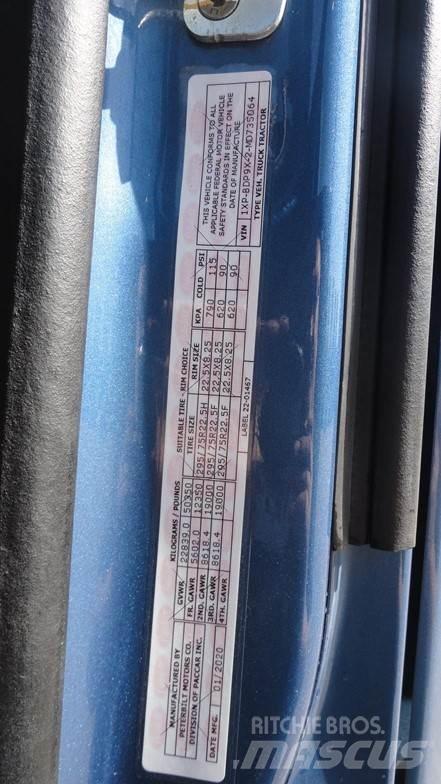 MANUFACTURED BY
PETERBILT MOTORS CO.
DIVISION OF PACCAR INC.
DATE MFG. 01/2020
KILOGRAMS / POUNDS
GVWR 22839.0 50350
FR. GAWR 5602.0 12350
2ND. GAWR 8618.4 19000
3RD. GAWR 8618.4 19000
4TH. GAWR
SUITABLE TIRE - RIM CHOICE
TIRE SIZE RIM SIZE KPA COLD PSI
295/75R22.5H 22.5X8.25 790 115
295/75R22.5F 22.5X8.25 620 90
295/75R22.5F 22.5X8.25 620 90
LABEL 22-01467
THIS VEHICLE CONFORMS TO ALL
APPLICABLE FEDERAL MOTOR VEHICLE
SAFETY STANDARDS IN EFFECT ON THE
DATE OF MANUFACTURE
VIN 1XP-BDP9X-2-MD735064
TYPE VEH. TRUCK TRACTOR
RITCHIE BROS.
MASCUS